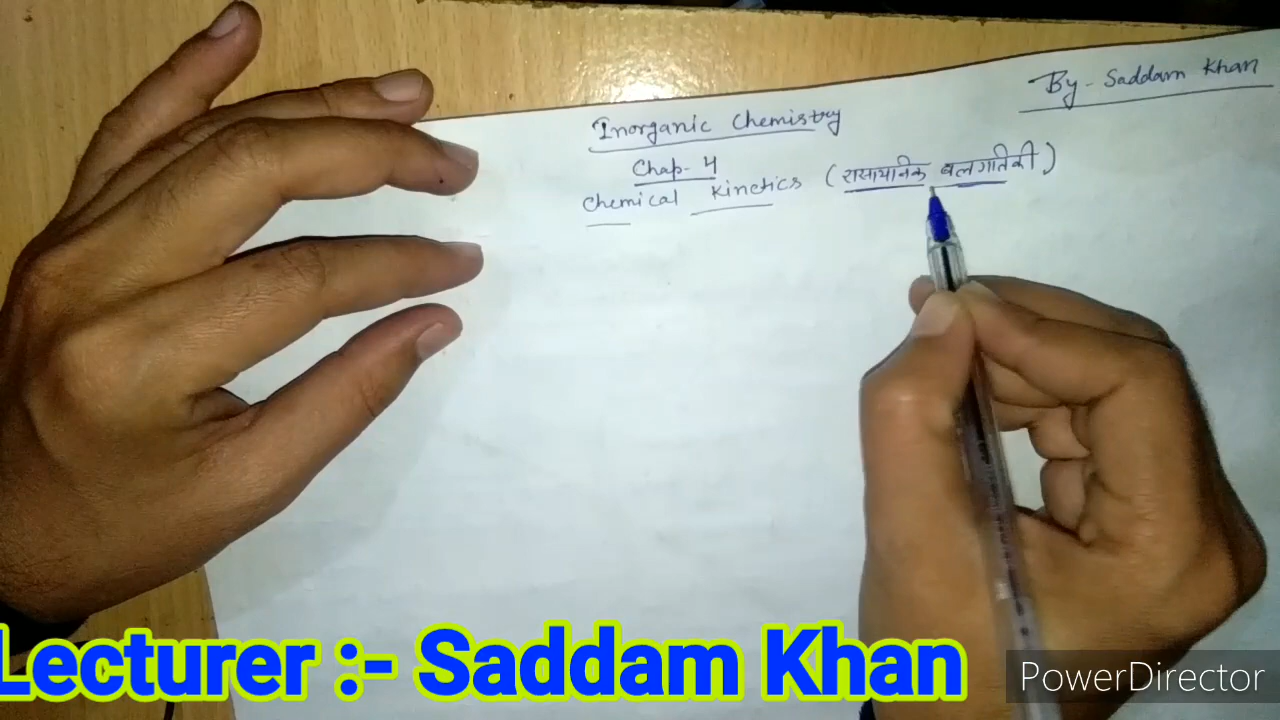 By - Saddam Khan
Inorganic Chemistry
Chap- 4
Chemical Kinetics (रासायनिक बलगतिकी)
Lecturer :- Saddam Khan
PowerDirector